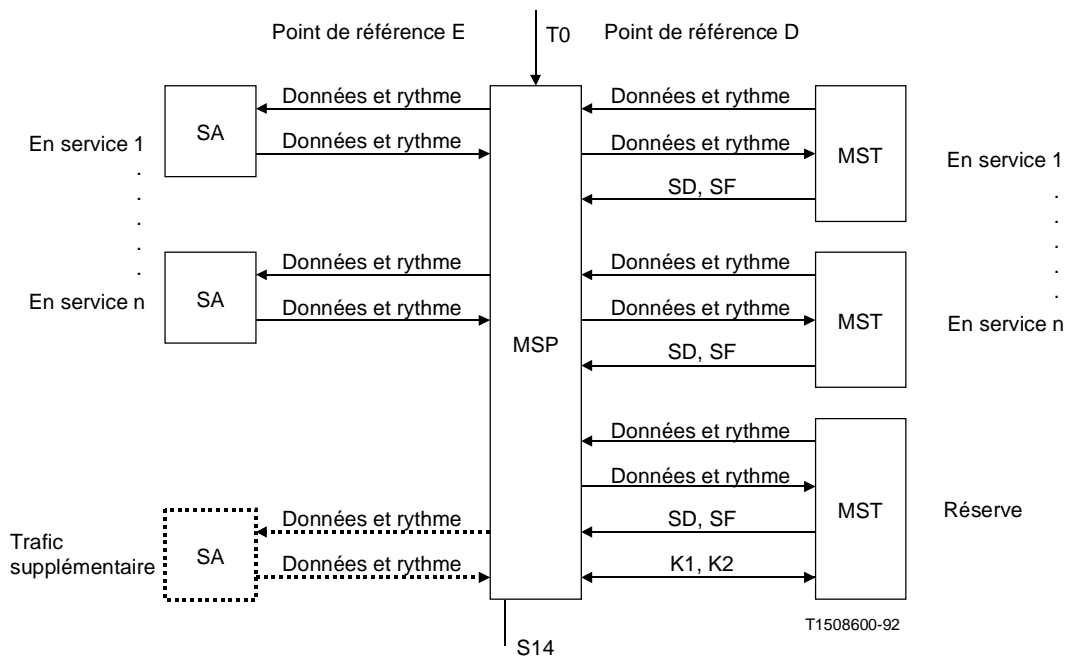 Point de référence E
T0
Point de référence D
Données et rythme
Données et rythme
En service 1
SA
Données et rythme
Données et rythme
MST
En service 1
SD, SF
.
.
.
.
.
.
.
.
.
.
Données et rythme
Données et rythme
En service n
SA
Données et rythme
Données et rythme
MST
En service n
MSP
SD, SF
Données et rythme
Données et rythme
Trafic
supplémentaire
SA
Données et rythme
Données et rythme
SD, SF
MST
Réserve
K1, K2
T1508600-92
S14